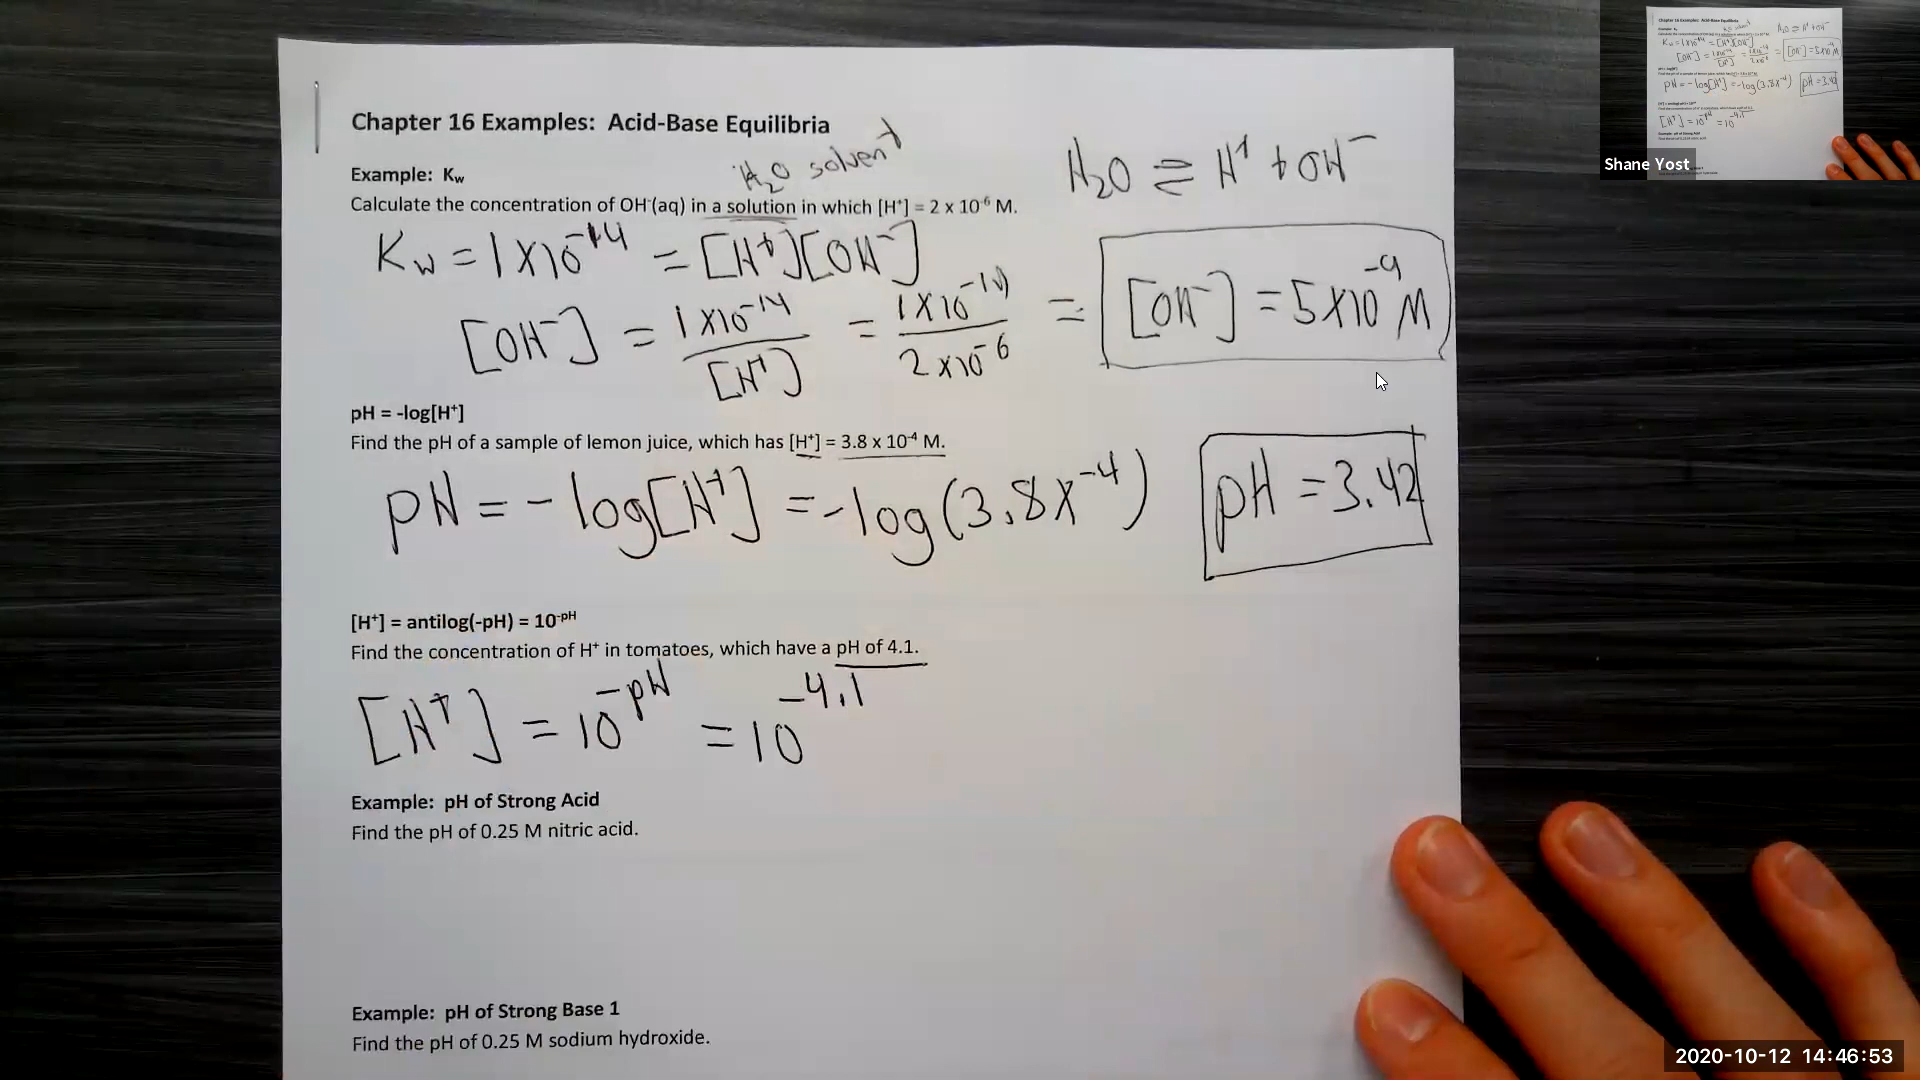 Chapter 16 Examples: Acid-Base Equilibria
H₂O solvent
H₂O ⇌ H⁺ + OH⁻
Example: Kw
Calculate the concentration of OH⁻(aq) in a solution in which [H⁺] = 2 x 10⁻⁶ M.
Kw = 1 x10⁻¹⁴ = [H⁺][OH⁻]
[OH⁻] = 1 x10⁻¹⁴ / [H⁺] = 1 x10⁻¹⁴ / 2 x10⁻⁶ = [OH⁻] = 5 x10⁻⁹ M
pH = -log[H⁺]
Find the pH of a sample of lemon juice, which has [H⁺] = 3.8 x 10⁻⁴ M.
pH = - log[H⁺] = -log(3.8x⁻⁴) pH = 3.42
[H⁺] = antilog(-pH) = 10⁻ᵖᴴ
Find the concentration of H⁺ in tomatoes, which have a pH of 4.1.
[H⁺] = 10⁻ᵖᴴ = 10⁻⁴·¹
Example: pH of Strong Acid
Find the pH of 0.25 M nitric acid.
Example: pH of Strong Base 1
Find the pH of 0.25 M sodium hydroxide.
Shane Yost
2020-10-12 14:46:53